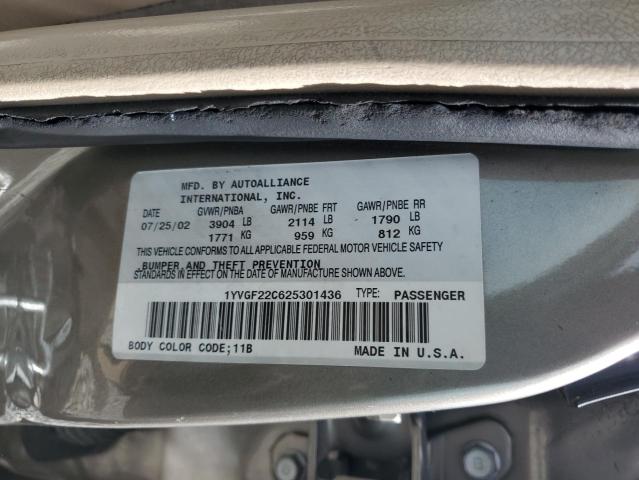 MFD. BY AUTOALLIANCE
INTERNATIONAL, INC.
DATE GVWR/PNBA GAWR/PNBE FRT GAWR/PNBE RR
07/25/02 3904 LB 2114 LB 1790 LB
1771 KG 959 KG 812 KG
THIS VEHICLE CONFORMS TO ALL APPLICABLE FEDERAL MOTOR VEHICLE SAFETY
BUMPER AND THEFT PREVENTION
STANDARDS IN EFFECT ON THE DATE OF MANUFACTURE SHOWN ABOVE.
1YVGF22C625301436 TYPE: PASSENGER
BODY COLOR CODE;11B MADE IN U.S.A.